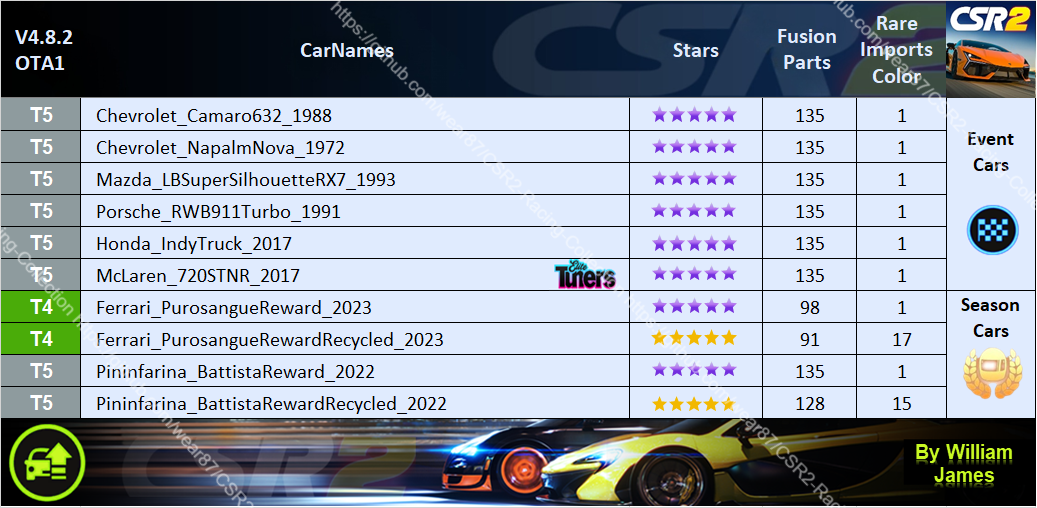 V4.8.2
OTA1
CarNames
Stars
Fusion
Parts
Rare
Imports
Color
CSR2
T5 Chevrolet_Camaro632_1988 135 1
T5 Chevrolet_NapalmNova_1972 135 1
T5 Mazda_LBSuperSilhouetteRX7_1993 135 1
T5 Porsche_RWB911Turbo_1991 135 1
T5 Honda_IndyTruck_2017 135 1
T5 McLaren_720STNR_2017 Elite Tuners 135 1
T4 Ferrari_PurosangueReward_2023 98 1
T4 Ferrari_PurosangueRewardRecycled_2023 91 17
T5 Pininfarina_BattistaReward_2022 135 1
T5 Pininfarina_BattistaRewardRecycled_2022 128 15
Event
Cars
Season
Cars
CSR2
By William
James